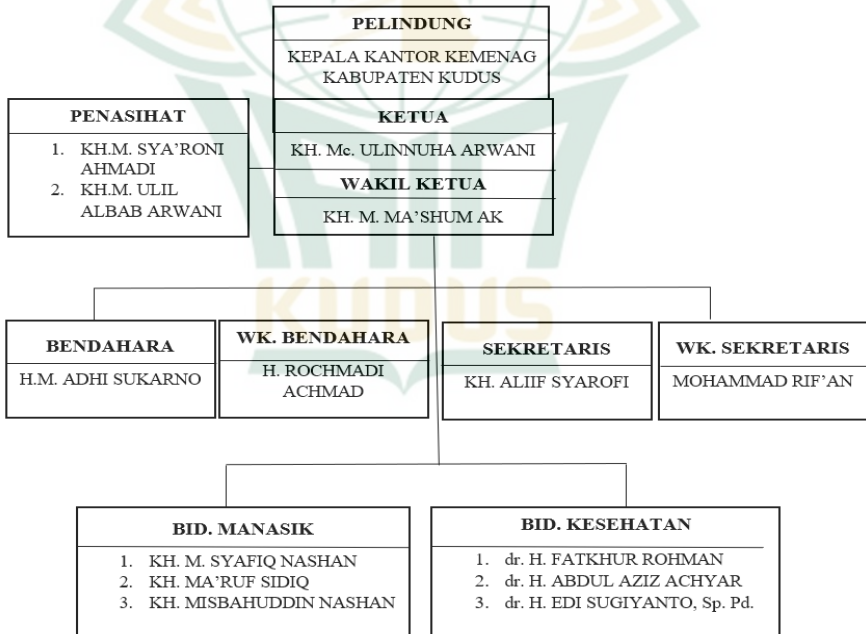 PELINDUNG
KEPALA KANTOR KEMENAG
KABUPATEN KUDUS
PENASIHAT
1. KH.M. SYA'RONI
AHMADI
2. KH.M. ULIL
ALBAB ARWANI
KETUA
KH. Mc. ULINNUHA ARWANI
WAKIL KETUA
KH. M. MA'SHUM AK
KUDUS
BENDAHARA
H.M. ADHI SUKARNO
WK. BENDAHARA
H. ROCHMADI
ACHMAD
SEKRETARIS
KH. ALIIF SYAROFI
WK. SEKRETARIS
MOHAMMAD RIF'AN
BID. MANASIK
1. KH. M. SYAFIQ NASHAN
2. KH. MA'RUF SIDIQ
3. KH. MISBAHUDDIN NASHAN
BID. KESEHATAN
1. dr. H. FATKHUR ROHMAN
2. dr. H. ABDUL AZIZ ACHYAR
3. dr. H. EDI SUGIYANTO, Sp. Pd.